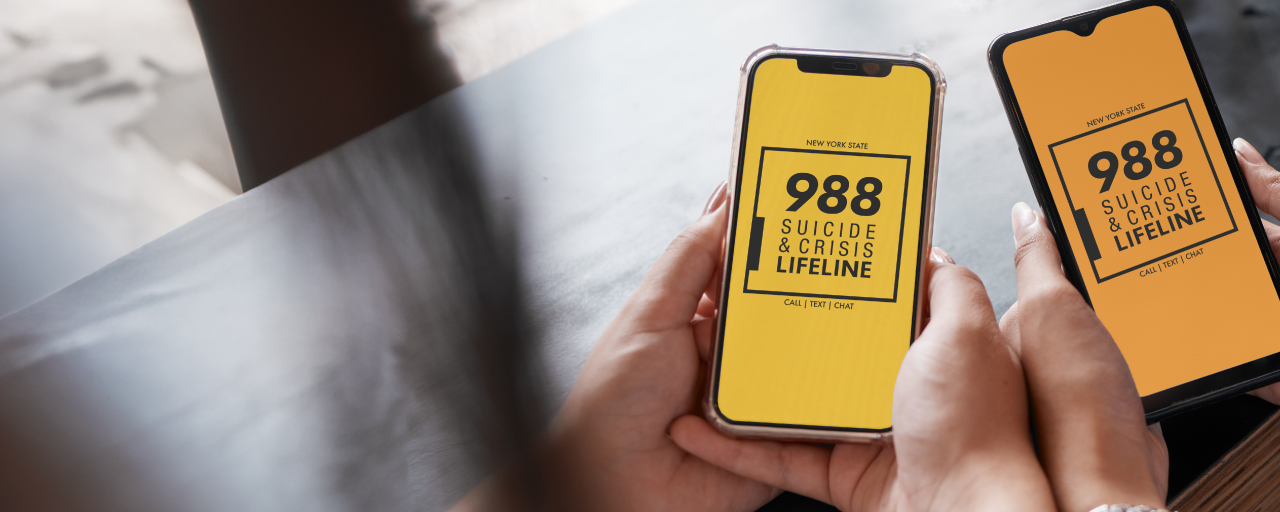 NEW YORK STATE
988
SUICIDE
& CRISIS
LIFELINE
CALL | TEXT | CHAT
NEW YORK STATE
988
SUICIDE
& CRISIS
LIFELINE
CALL | TEXT | CHAT